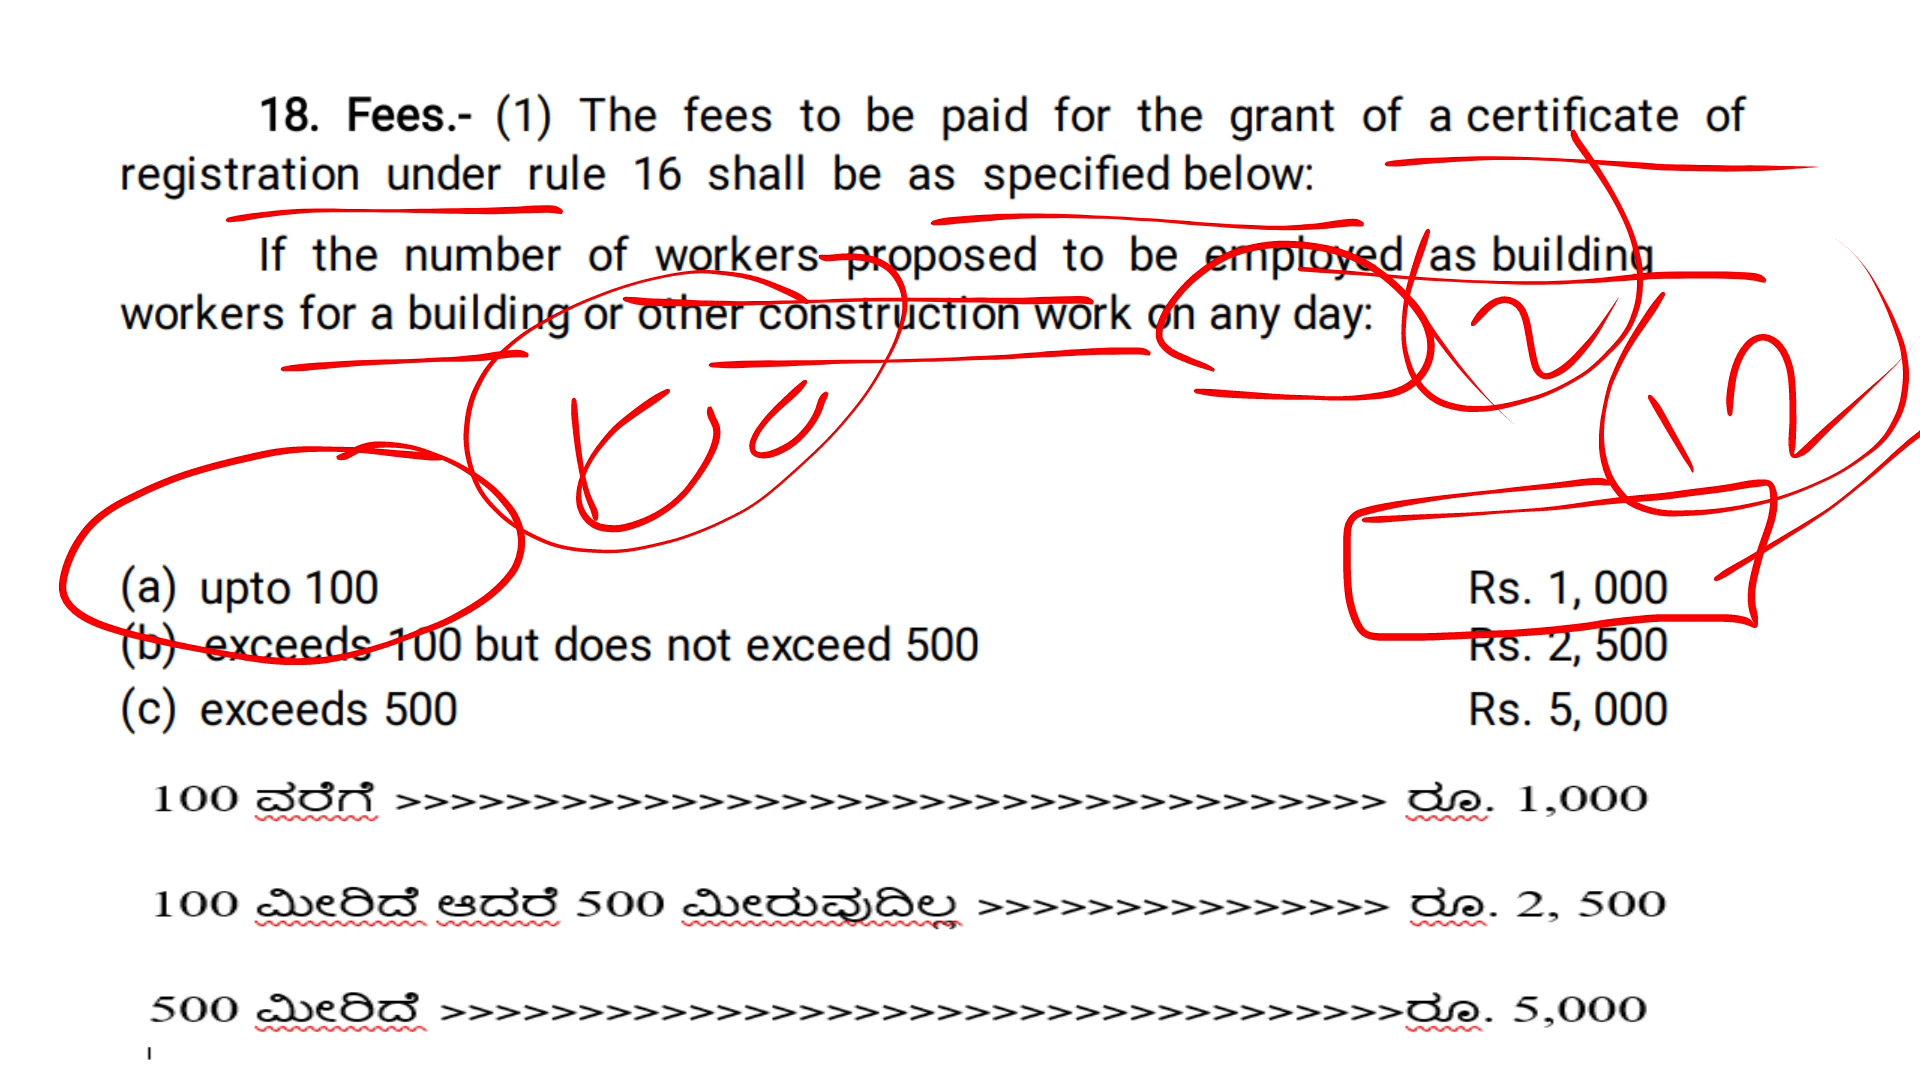 18. Fees.- (1) The fees to be paid for the grant of a certificate of
registration under rule 16 shall be as specified below:
If the number of workers proposed to be employed as building
workers for a building or other construction work on any day:
(a) upto 100 Rs. 1, 000
(b) exceeds 100 but does not exceed 500 Rs. 2, 500
(c) exceeds 500 Rs. 5, 000
100 ವರೆಗೆ >>>>>>>>>>>>>>>>>>>>>>>>>>>>>>>>>>>> ರೂ. 1,000
100 ಮೀರಿದೆ ಆದರೆ 500 ಮೀರುವುದಿಲ್ಲ >>>>>>>>>>>>>>> ರೂ. 2, 500
500 ಮೀರಿದೆ >>>>>>>>>>>>>>>>>>>>>>>>>>>>>>>>>>>ರೂ. 5,000